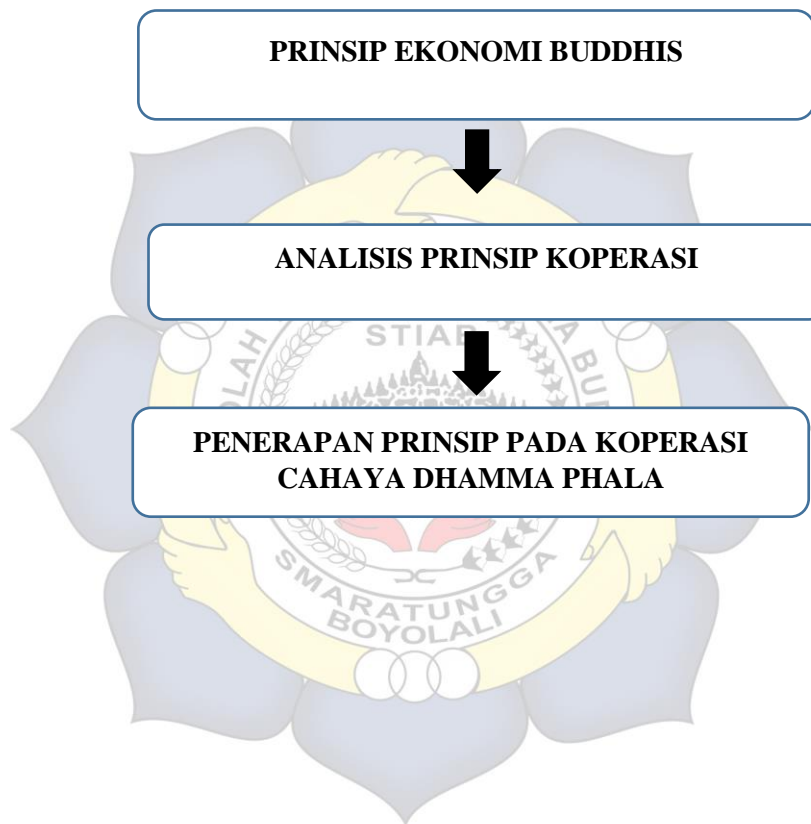 PRINSIP EKONOMI BUDDHIS
ANALISIS PRINSIP KOPERASI
STIAB
PENERAPAN PRINSIP PADA KOPERASI
CAHAYA DHAMMA PHALA
SMARATUNGGA
BOYOLALI